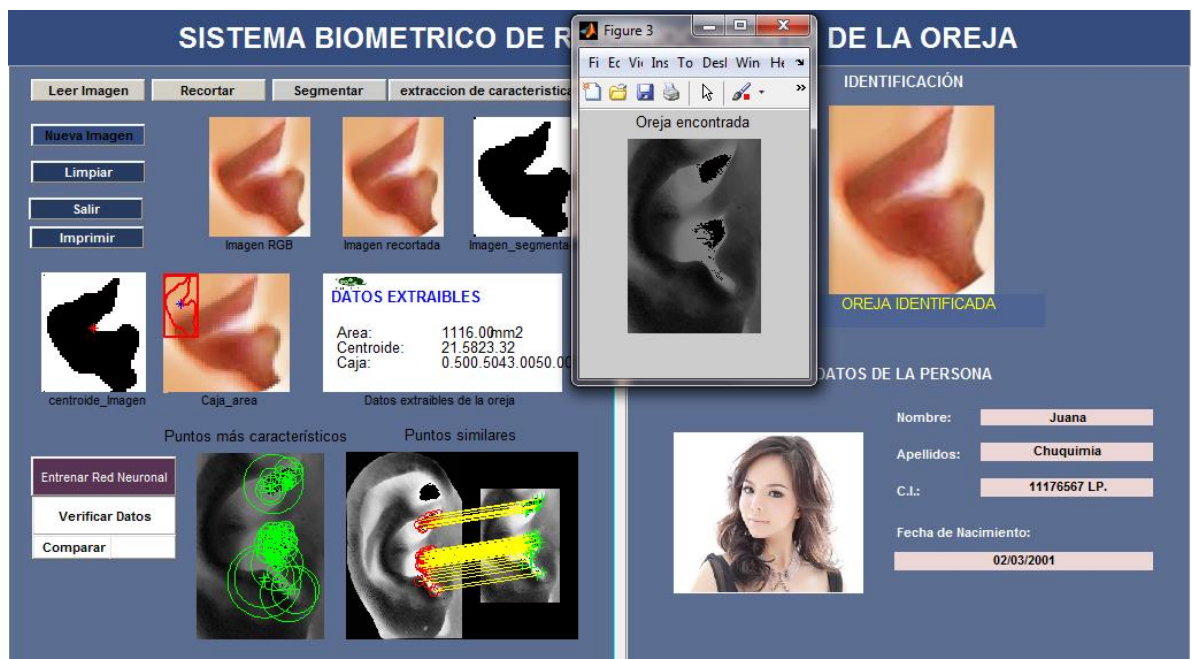 SISTEMA BIOMETRICO DE R
DE LA OREJA
Leer Imagen
Recortar
Segmentar
extraccion de caracteristica
Nueva Imagen
Limpiar
Salir
Imprimir
Imagen RGB
Imagen recortada
Imagen_segmenta
centroide_Imagen
Caja_area
DATOS EXTRAIBLES
Area: 1116.00mm2
Centroide: 21.5823.32
Caja: 0.500.5043.0050.00
Datos extraibles de la oreja
Puntos más característicos
Puntos similares
Entrenar Red Neuronal
Verificar Datos
Comparar
Figure 3
Fi Ec Vi Ins To Desl Win He
Oreja encontrada
IDENTIFICACIÓN
OREJA IDENTIFICADA
DATOS DE LA PERSONA
Nombre: Juana
Apellidos: Chuquimia
C.I.: 11176567 LP.
Fecha de Nacimiento:
02/03/2001